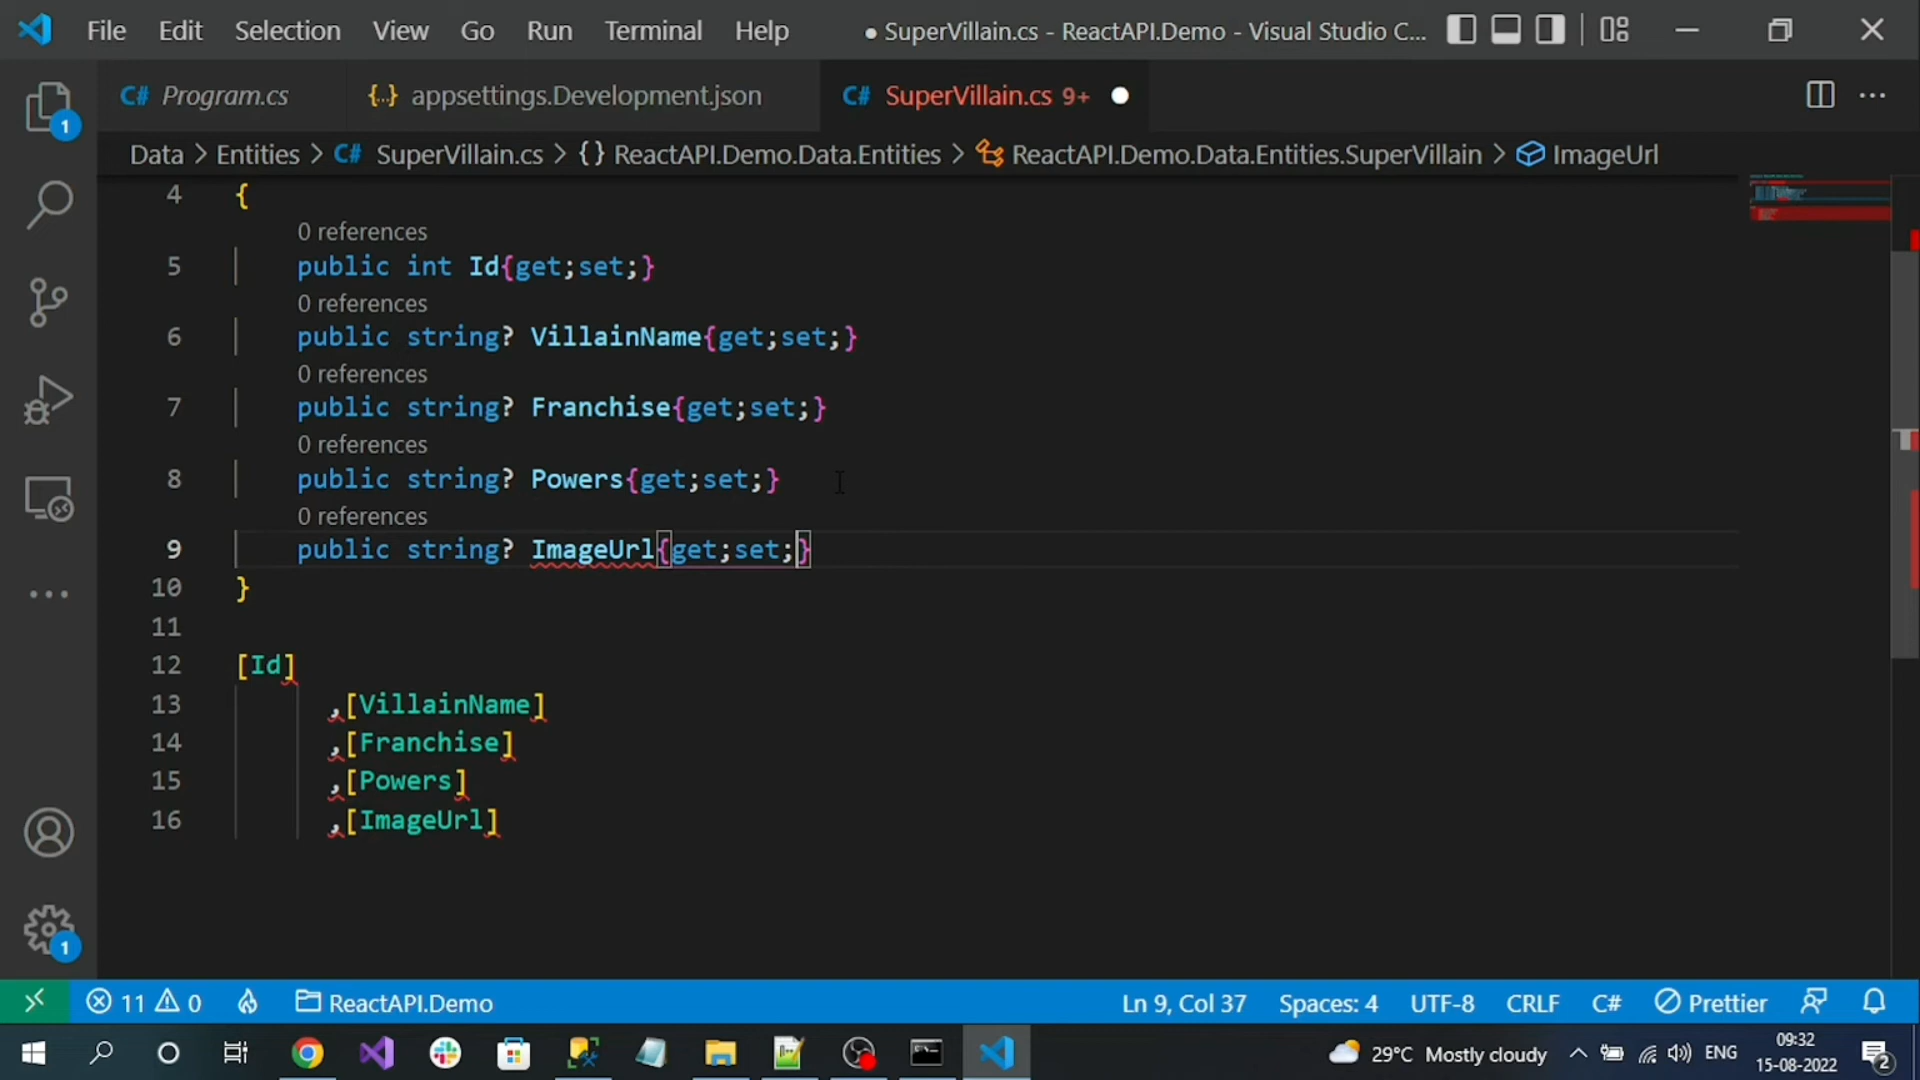 File Edit Selection View Go Run Terminal Help ● SuperVillain.cs - ReactAPI.Demo - Visual Studio C...
C# Program.cs {..} appsettings.Development.json C# SuperVillain.cs 9+ ●
Data > Entities > C# SuperVillain.cs > {} ReactAPI.Demo.Data.Entities > ReactAPI.Demo.Data.Entities.SuperVillain > ImageUrl
1
4 {
0 references
5 public int Id{get;set;}
0 references
6 public string? VillainName{get;set;}
0 references
7 public string? Franchise{get;set;}
0 references
8 public string? Powers{get;set;}
0 references
9 public string? ImageUrl{get;set;}
10 }
11
12 [Id]
13 ,[VillainName]
14 ,[Franchise]
15 ,[Powers]
16 ,[ImageUrl]
1
11 0 ReactAPI.Demo Ln 9, Col 37 Spaces: 4 UTF-8 CRLF C# Prettier
29°C Mostly cloudy ENG 09:32
15-08-2022 2